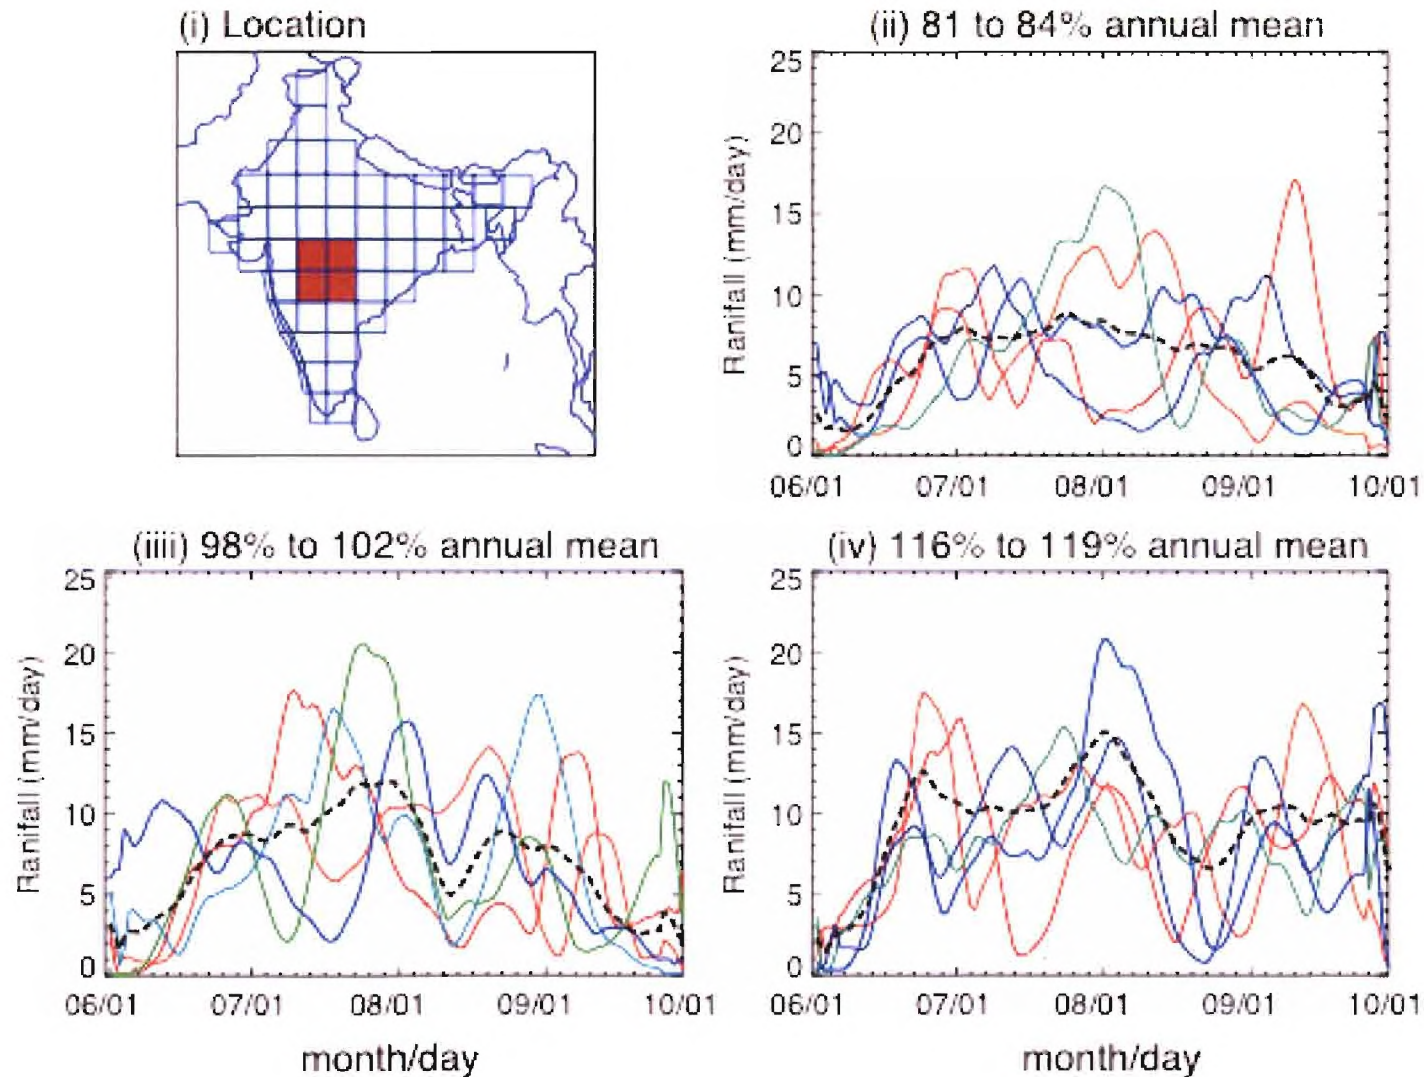 (i) Location
(ii) 81 to 84% annual mean
25
20
15
10
5
0
Ranifall (mm/day)
06/01 07/01 08/01 09/01 10/01
(iiii) 98% to 102% annual mean
25
20
15
10
5
0
Ranifall (mm/day)
06/01 07/01 08/01 09/01 10/01
month/day
(iv) 116% to 119% annual mean
25
20
15
10
5
0
Ranifall (mm/day)
06/01 07/01 08/01 09/01 10/01
month/day